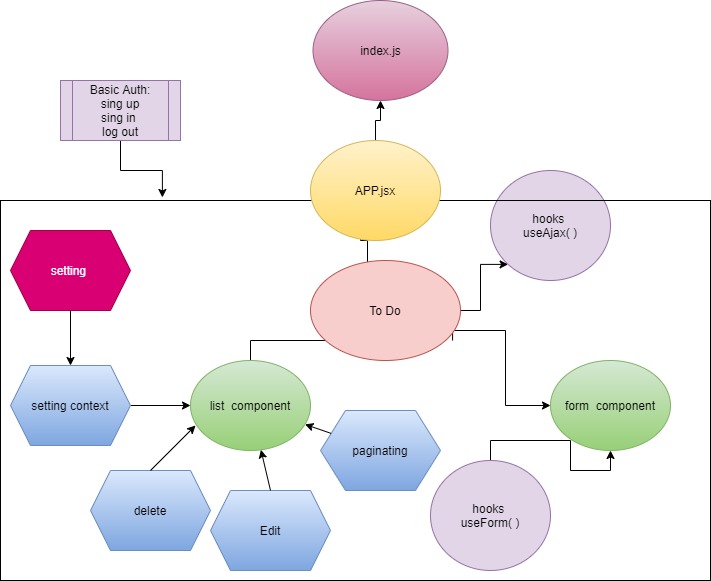 index.js
Basic Auth:
sing up
sing in
log out
APP.jsx
hooks
useAjax( )
setting
To Do
setting context
list component
form component
paginating
delete
Edit
hooks
useForm( )